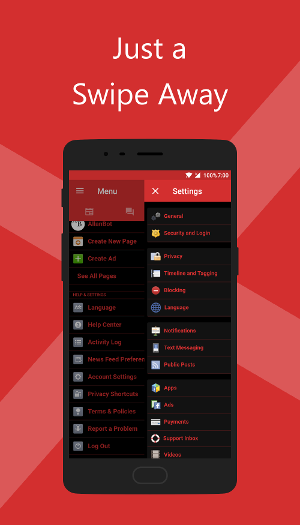 Just a
Swipe Away
100% 7:00
Menu
AllanBot
Create New Page
Create Ad
See All Pages
HELP & SETTINGS
Language
Help Center
Activity Log
News Feed Preferen
Account Settings
Privacy Shortcuts
Terms & Policies
Report a Problem
Log Out
Settings
General
Security and Login
Privacy
Timeline and Tagging
Blocking
Language
Notifications
Text Messaging
Public Posts
Apps
Ads
Payments
Support Inbox
Videos